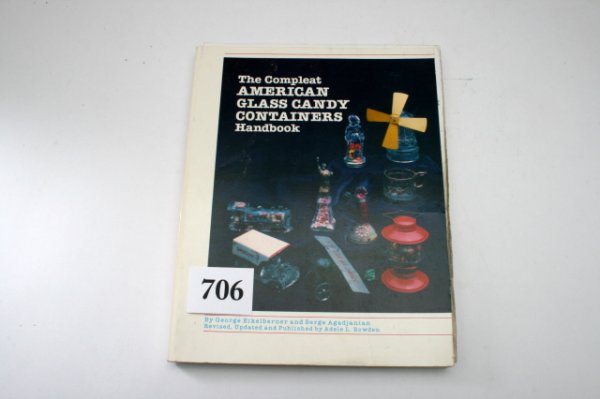 The Compleat
AMERICAN
GLASS CANDY
CONTAINERS
Handbook
706
By George Eikelberner and Serge Agadjanian
Revised, Updated and Published by Adele L. Bowden